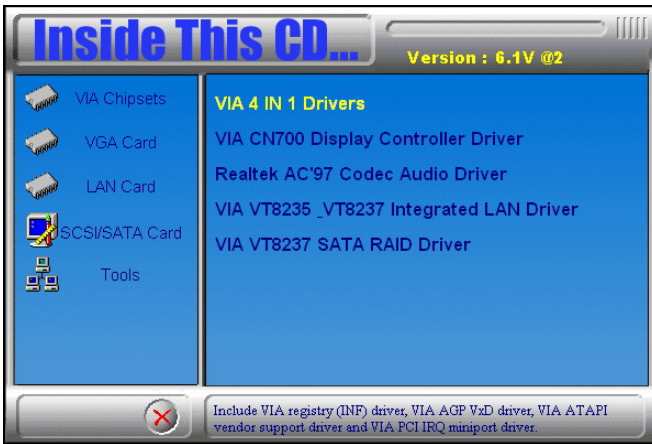 Inside This CD...
Version : 6.1V @2
VIA Chipsets
VGA Card
LAN Card
SCSI/SATA Card
Tools
VIA 4 IN 1 Drivers
VIA CN700 Display Controller Driver
Realtek AC'97 Codec Audio Driver
VIA VT8235 _VT8237 Integrated LAN Driver
VIA VT8237 SATA RAID Driver
Include VIA registry (INF) driver, VIA AGP VxD driver, VIA ATAPI
vendor support driver and VIA PCI IRQ miniport driver.